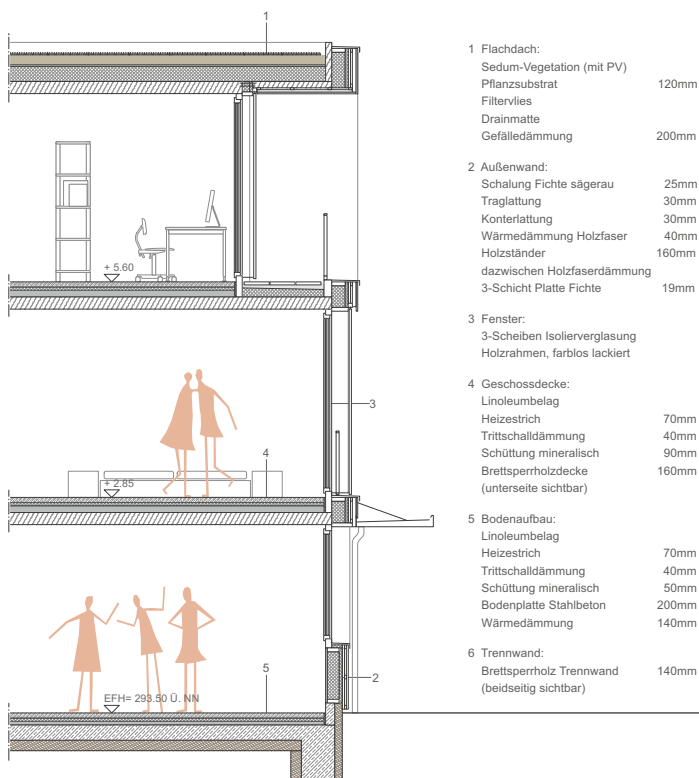 1
+ 5.60
3
4
+ 2.85
EFH= 293.50 Ü. NN
5
2
1 Flachdach:
Sedum-Vegetation (mit PV)
Pflanzsubstrat 120mm
Filtervlies
Drainmatte
Gefälledämmung 200mm
2 Außenwand:
Schalung Fichte sägerau 25mm
Traglattung 30mm
Konterlattung 30mm
Wärmedämmung Holzfaser 40mm
Holzständer 160mm
dazwischen Holzfaserdämmung
3-Schicht Platte Fichte 19mm
3 Fenster:
3-Scheiben Isolierverglasung
Holzrahmen, farblos lackiert
4 Geschossdecke:
Linoleumbelag
Heizestrich 70mm
Trittschalldämmung 40mm
Schüttung mineralisch 90mm
Brettsperrholzdecke 160mm
(unterseite sichtbar)
5 Bodenaufbau:
Linoleumbelag
Heizestrich 70mm
Trittschalldämmung 40mm
Schüttung mineralisch 50mm
Bodenplatte Stahlbeton 200mm
Wärmedämmung 140mm
6 Trennwand:
Brettsperrholz Trennwand 140mm
(beidseitig sichtbar)